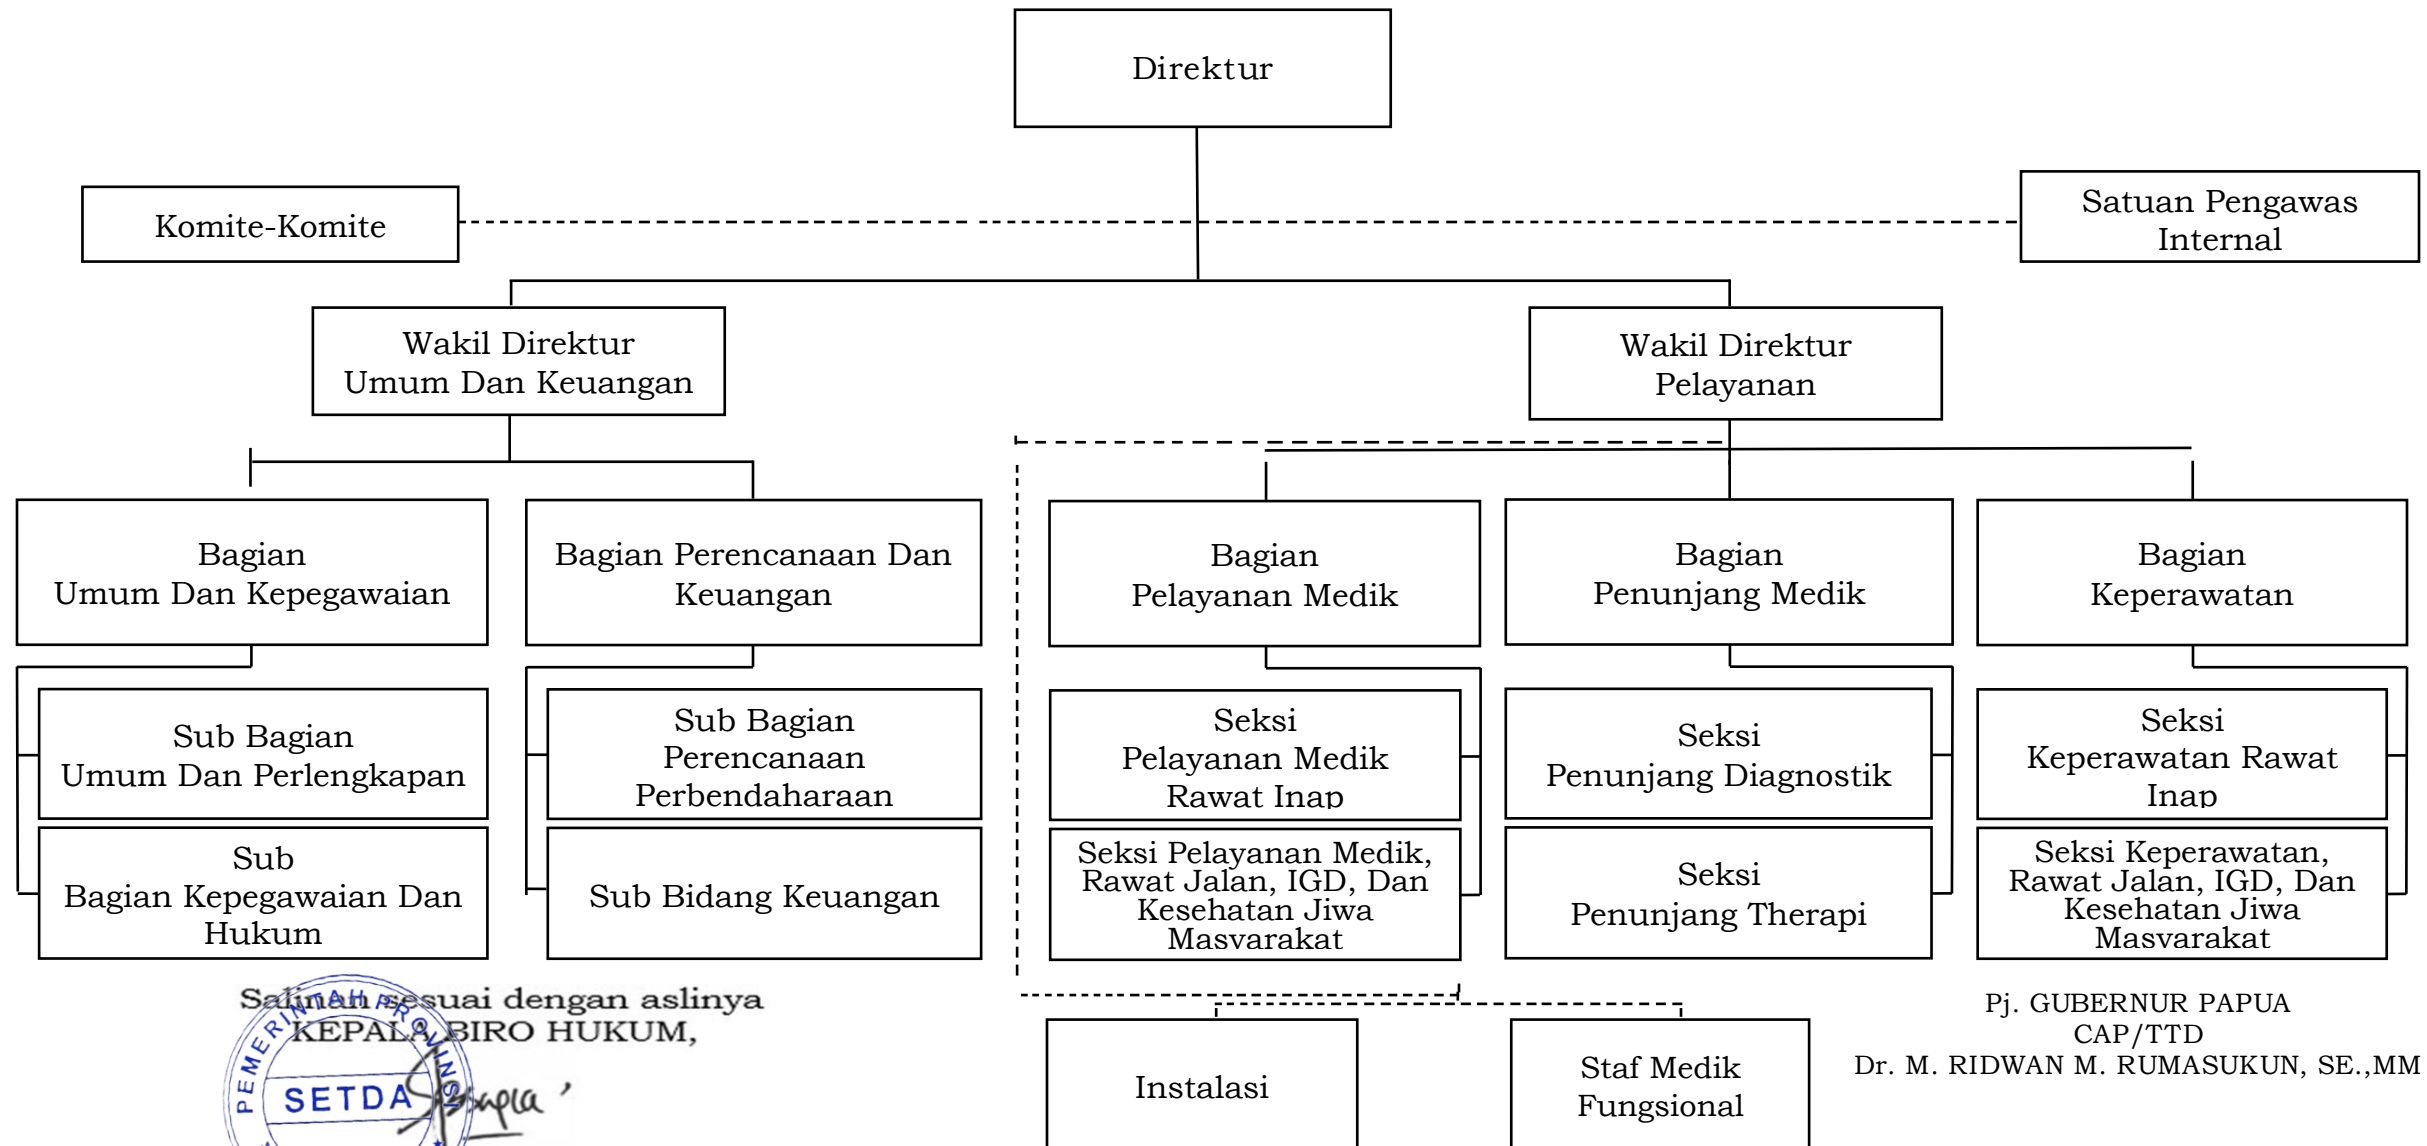 Direktur
Komite-Komite
Satuan Pengawas
Internal
Wakil Direktur
Umum Dan Keuangan
Wakil Direktur
Pelayanan
Bagian
Umum Dan Kepegawaian
Bagian Perencanaan Dan
Keuangan
Bagian
Pelayanan Medik
Bagian
Penunjang Medik
Bagian
Keperawatan
Sub Bagian
Umum Dan Perlengkapan
Sub Bagian
Perencanaan
Perbendaharaan
Seksi
Pelayanan Medik
Rawat Inap
Seksi
Penunjang Diagnostik
Seksi
Keperawatan Rawat
Inap
Sub
Bagian Kepegawaian Dan
Hukum
Sub Bidang Keuangan
Seksi Pelayanan Medik,
Rawat Jalan, IGD, Dan
Kesehatan Jiwa
Masyarakat
Seksi
Penunjang Therapi
Seksi Keperawatan,
Rawat Jalan, IGD, Dan
Kesehatan Jiwa
Masyarakat
Salinan sesuai dengan aslinya
KEPALA BIRO HUKUM,
PEMERINTAH PROVINSI
SETDA
Instalasi
Staf Medik
Fungsional
Pj. GUBERNUR PAPUA
CAP/TTD
Dr. M. RIDWAN M. RUMASUKUN, SE.,MM